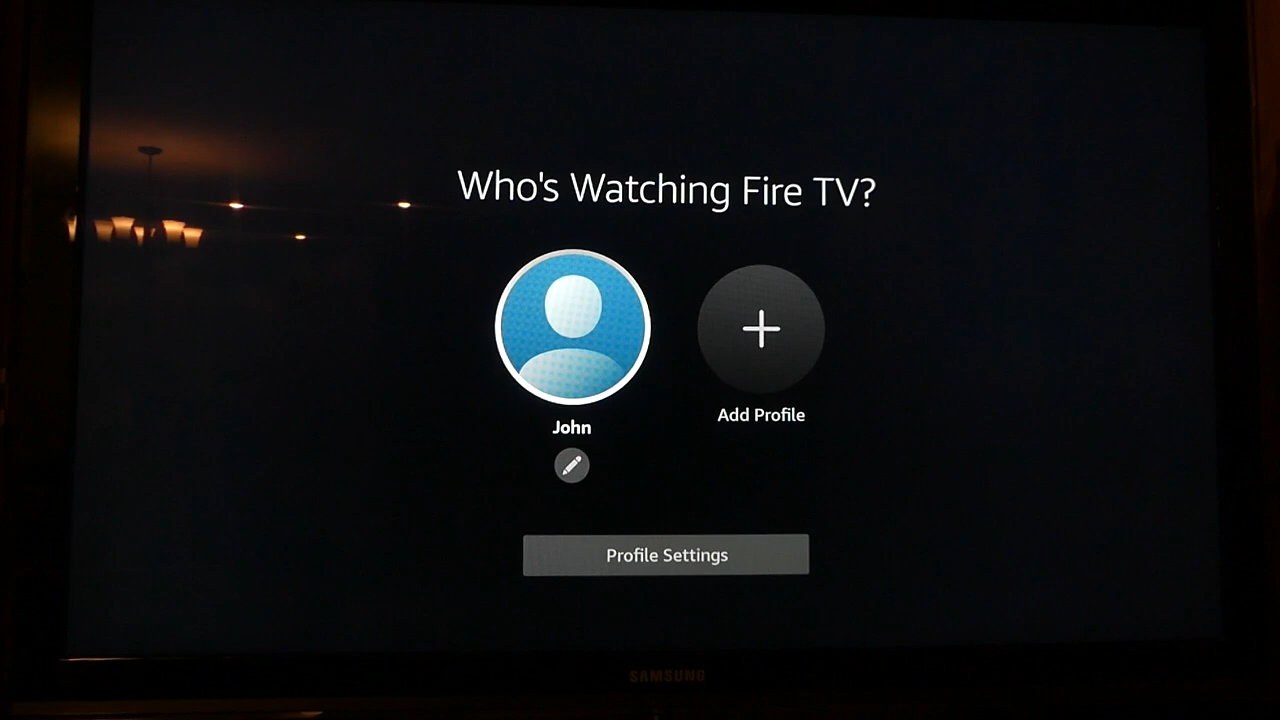 Who's Watching Fire TV?
John
Add Profile
Profile Settings
SAMSUNG